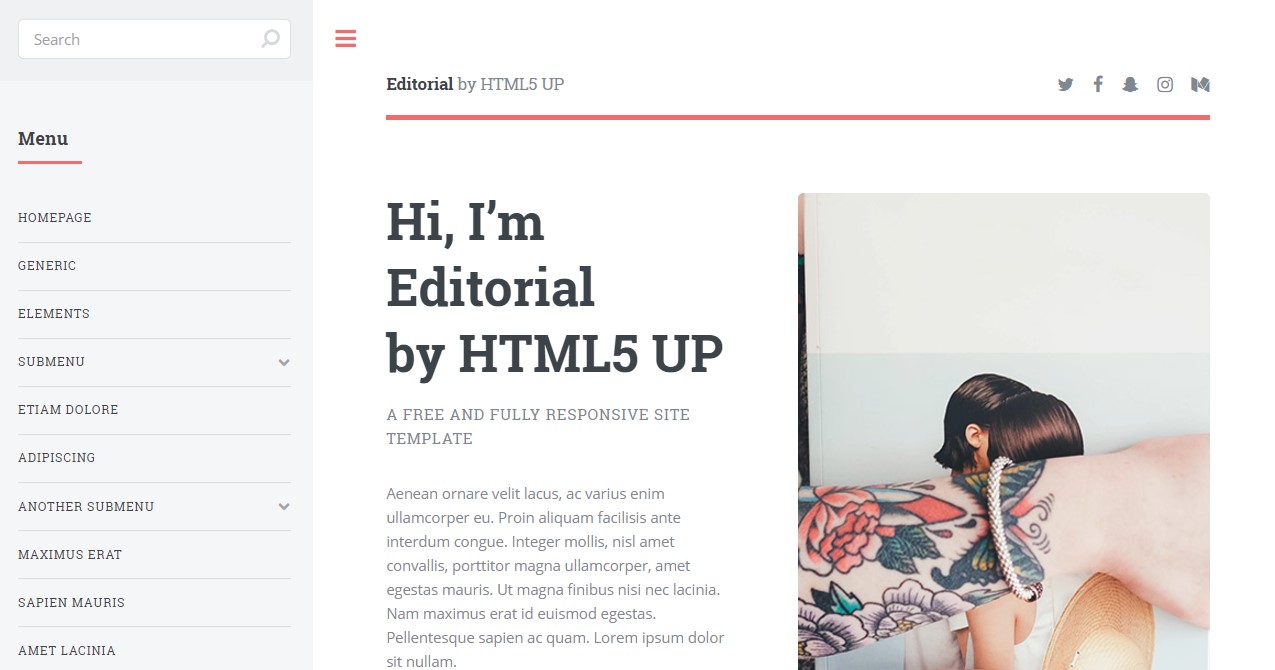 Search
Menu
HOMEPAGE
GENERIC
ELEMENTS
SUBMENU
ETIAM DOLORE
ADIPISCING
ANOTHER SUBMENU
MAXIMUS ERAT
SAPIEN MAURIS
AMET LACINIA
Editorial by HTML5 UP
Hi, I’m
Editorial
by HTML5 UP
A FREE AND FULLY RESPONSIVE SITE
TEMPLATE
Aenean ornare velit lacus, ac varius enim
ullamcorper eu. Proin aliquam facilisis ante
interdum congue. Integer mollis, nisl amet
convallis, porttitor magna ullamcorper, amet
egestas mauris. Ut magna finibus nisi nec lacinia.
Nam maximus erat id euismod egestas.
Pellentesque sapien ac quam. Lorem ipsum dolor
sit nullam.